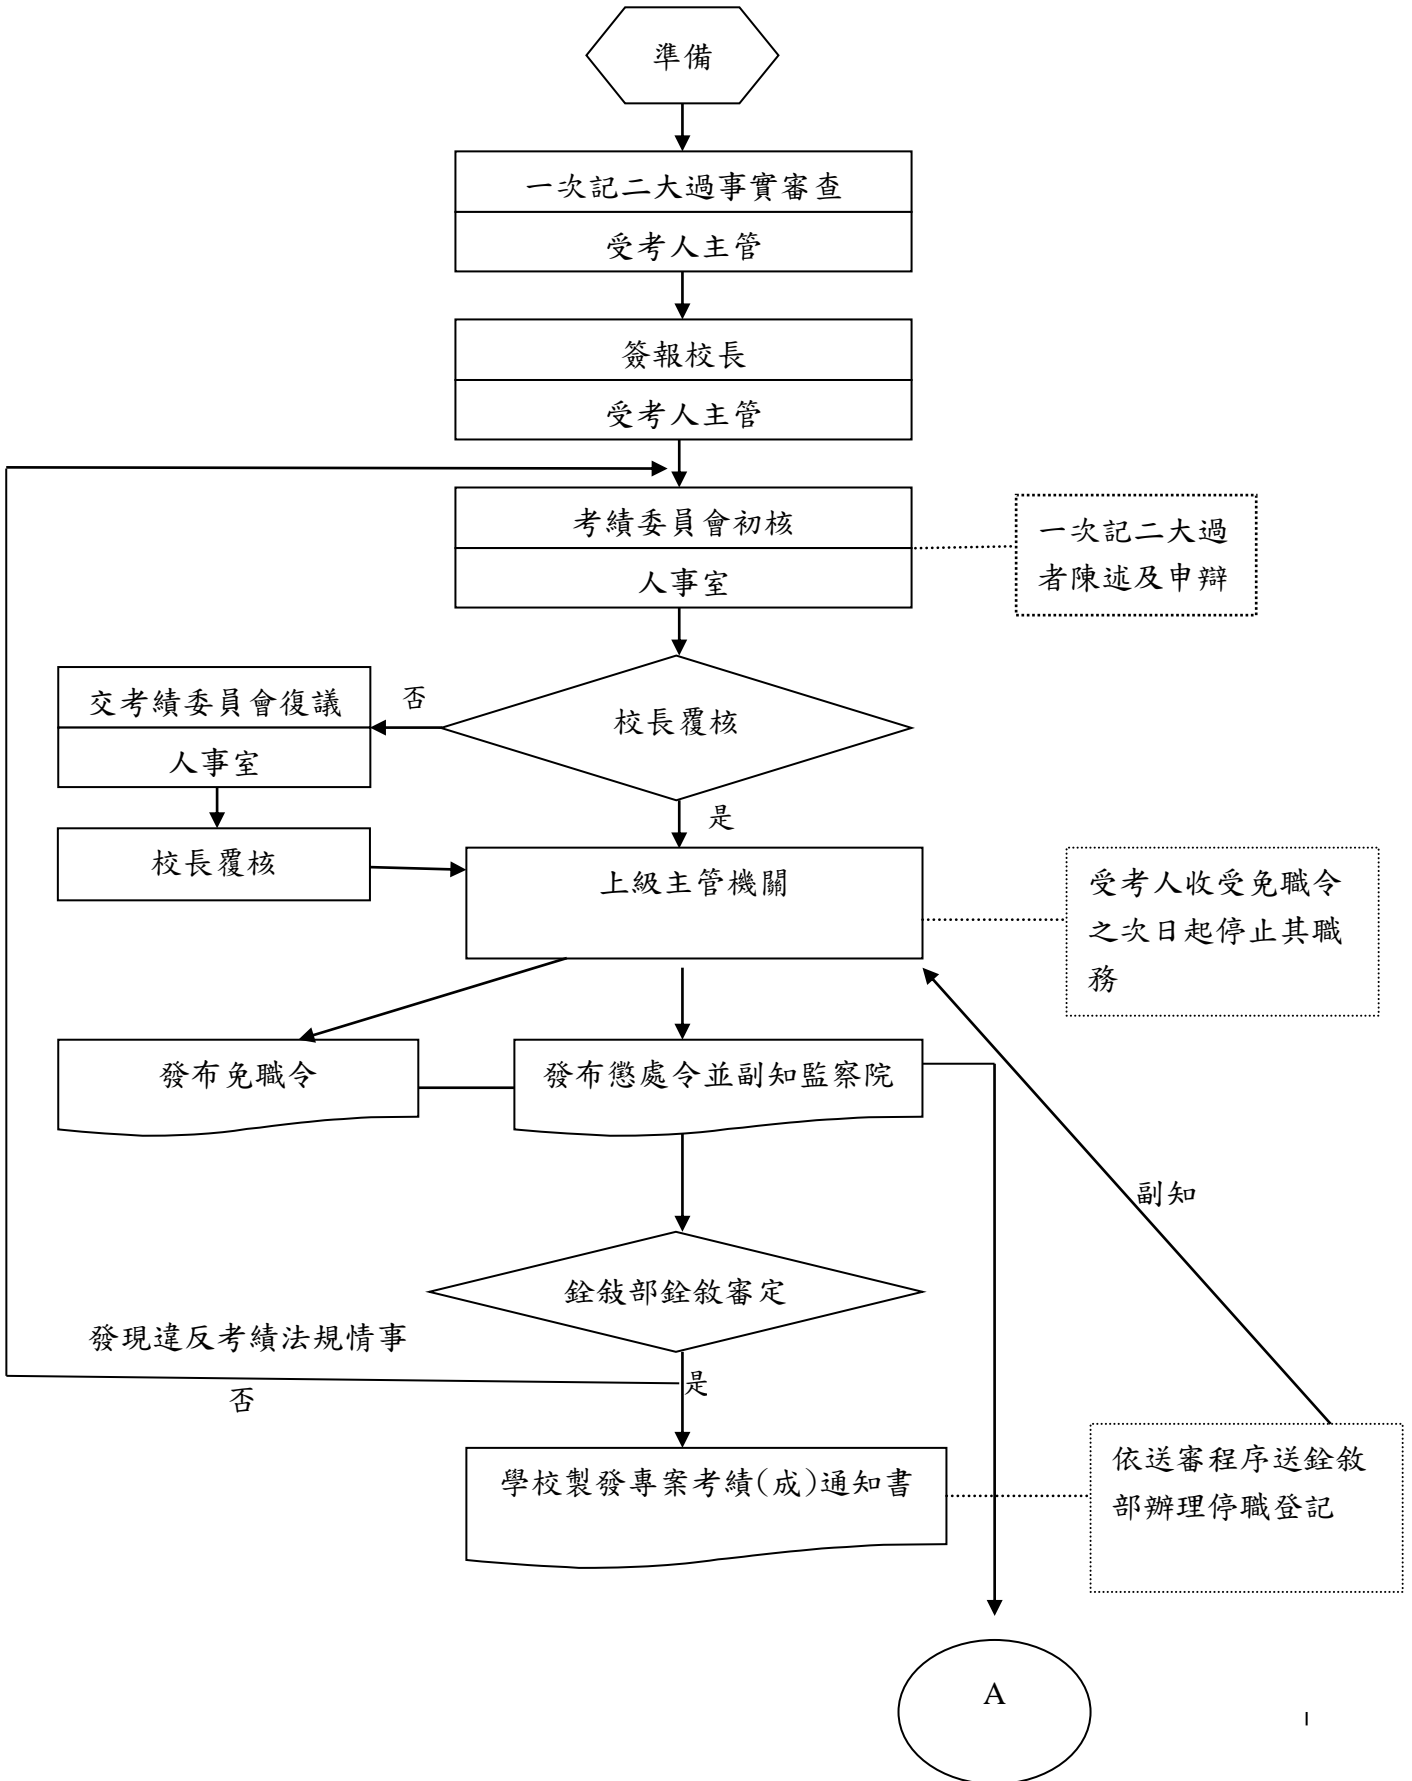 準備
一次記二大過事實審查
受考人主管
簽報校長
受考人主管
考績委員會初核
人事室
一次記二大過
者陳述及申辯
交考績委員會復議
人事室
否
校長覆核
是
校長覆核
上級主管機關
受考人收受免職令
之次日起停止其職
務
發布免職令
發布懲處令並副知監察院
副知
銓敍部銓敘審定
發現違反考績法規情事
否
是
學校製發專案考績(成)通知書
依送審程序送銓敘
部辦理停職登記
A